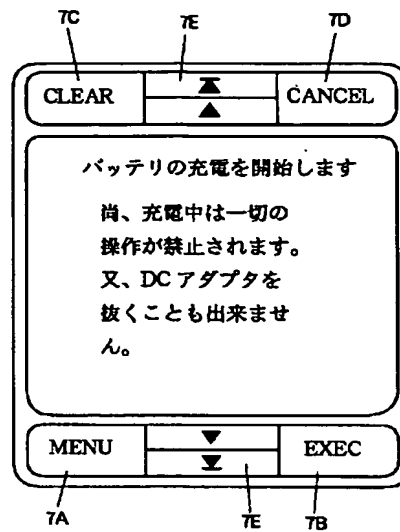 7C 7E 7D
CLEAR CANCEL
バッテリの充電を開始します
尚、充電中は一切の
操作が禁止されます。
又、DCアダプタを
抜くことも出来ませ
ん。
MENU EXEC
7A 7E 7B